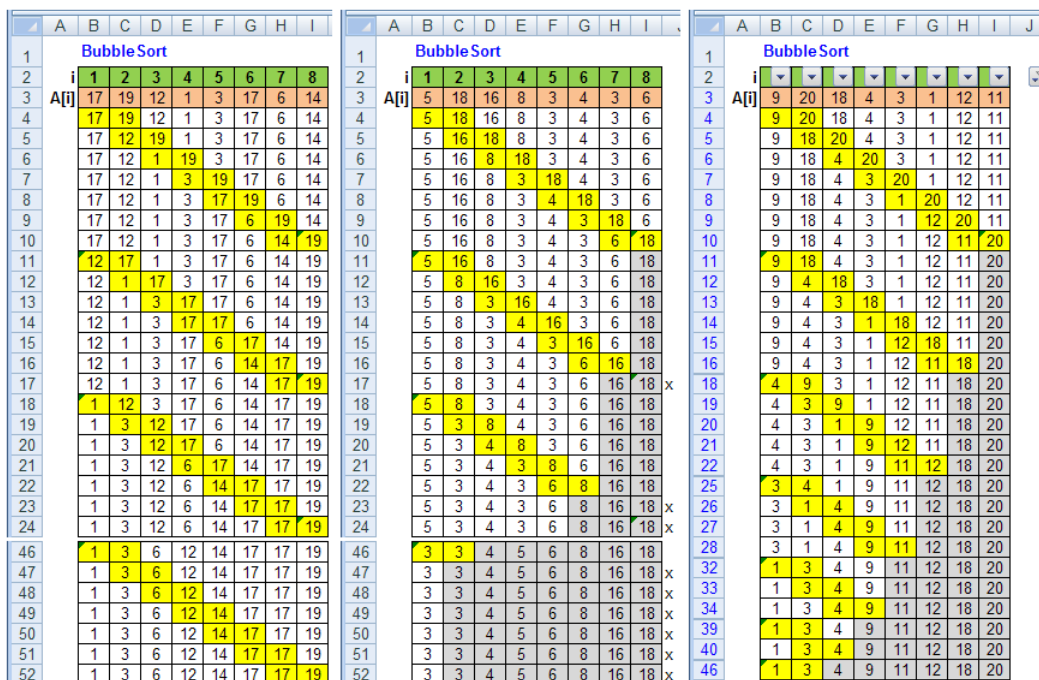 A B C D E F G H I
1 BubbleSort
2 i 1 2 3 4 5 6 7 8
3 A[i] 17 19 12 1 3 17 6 14
4 17 19 12 1 3 17 6 14
5 17 12 19 1 3 17 6 14
6 17 12 1 19 3 17 6 14
7 17 12 1 3 19 17 6 14
8 17 12 1 3 17 19 6 14
9 17 12 1 3 17 6 19 14
10 17 12 1 3 17 6 14 19
11 12 17 1 3 17 6 14 19
12 12 1 17 3 17 6 14 19
13 12 1 3 17 17 6 14 19
14 12 1 3 17 17 6 14 19
15 12 1 3 17 6 17 14 19
16 12 1 3 17 6 14 17 19
17 12 1 3 17 6 14 17 19
18 1 12 3 17 6 14 17 19
19 1 3 12 17 6 14 17 19
20 1 3 12 17 6 14 17 19
21 1 3 12 6 17 14 17 19
22 1 3 12 6 14 17 17 19
23 1 3 12 6 14 17 17 19
24 1 3 12 6 14 17 17 19
46 1 3 6 12 14 17 17 19
47 1 3 6 12 14 17 17 19
48 1 3 6 12 14 17 17 19
49 1 3 6 12 14 17 17 19
50 1 3 6 12 14 17 17 19
51 1 3 6 12 14 17 17 19
52 1 3 6 12 14 17 17 19
A B C D E F G H I
1 BubbleSort
2 i 1 2 3 4 5 6 7 8
3 A[i] 5 18 16 8 3 4 3 6
4 5 18 16 8 3 4 3 6
5 5 16 18 8 3 4 3 6
6 5 16 8 18 3 4 3 6
7 5 16 8 3 18 4 3 6
8 5 16 8 3 4 18 3 6
9 5 16 8 3 4 3 18 6
10 5 16 8 3 4 3 6 18
11 5 16 8 3 4 3 6 18
12 5 8 16 3 4 3 6 18
13 5 8 3 16 4 3 6 18
14 5 8 3 4 16 3 6 18
15 5 8 3 4 3 16 6 18
16 5 8 3 4 3 6 16 18
17 5 8 3 4 3 6 16 18 x
18 5 8 3 4 3 6 16 18
19 5 3 8 4 3 6 16 18
20 5 3 4 8 3 6 16 18
21 5 3 4 3 8 6 16 18
22 5 3 4 3 6 8 16 18
23 5 3 4 3 6 8 16 18 x
24 5 3 4 3 6 8 16 18 x
46 3 3 4 5 6 8 16 18
47 3 3 4 5 6 8 16 18 x
48 3 3 4 5 6 8 16 18 x
49 3 3 4 5 6 8 16 18 x
50 3 3 4 5 6 8 16 18 x
51 3 3 4 5 6 8 16 18 x
52 3 3 4 5 6 8 16 18 x
A B C D E F G H I J
1 BubbleSort
2 i
3 A[i] 9 20 18 4 3 1 12 11
4 9 20 18 4 3 1 12 11
5 9 18 20 4 3 1 12 11
6 9 18 4 20 3 1 12 11
7 9 18 4 3 20 1 12 11
8 9 18 4 3 1 20 12 11
9 9 18 4 3 1 12 20 11
10 9 18 4 3 1 12 11 20
11 9 18 4 3 1 12 11 20
12 9 4 18 3 1 12 11 20
13 9 4 3 18 1 12 11 20
14 9 4 3 1 18 12 11 20
15 9 4 3 1 12 18 11 20
16 9 4 3 1 12 11 18 20
18 4 9 3 1 12 11 18 20
19 4 3 9 1 12 11 18 20
20 4 3 1 9 12 11 18 20
21 4 3 1 9 12 11 18 20
22 4 3 1 9 11 12 18 20
25 3 4 1 9 11 12 18 20
26 3 1 4 9 11 12 18 20
27 3 1 4 9 11 12 18 20
28 3 1 4 9 11 12 18 20
32 1 3 4 9 11 12 18 20
33 1 3 4 9 11 12 18 20
34 1 3 4 9 11 12 18 20
39 1 3 4 9 11 12 18 20
40 1 3 4 9 11 12 18 20
46 1 3 4 9 11 12 18 20